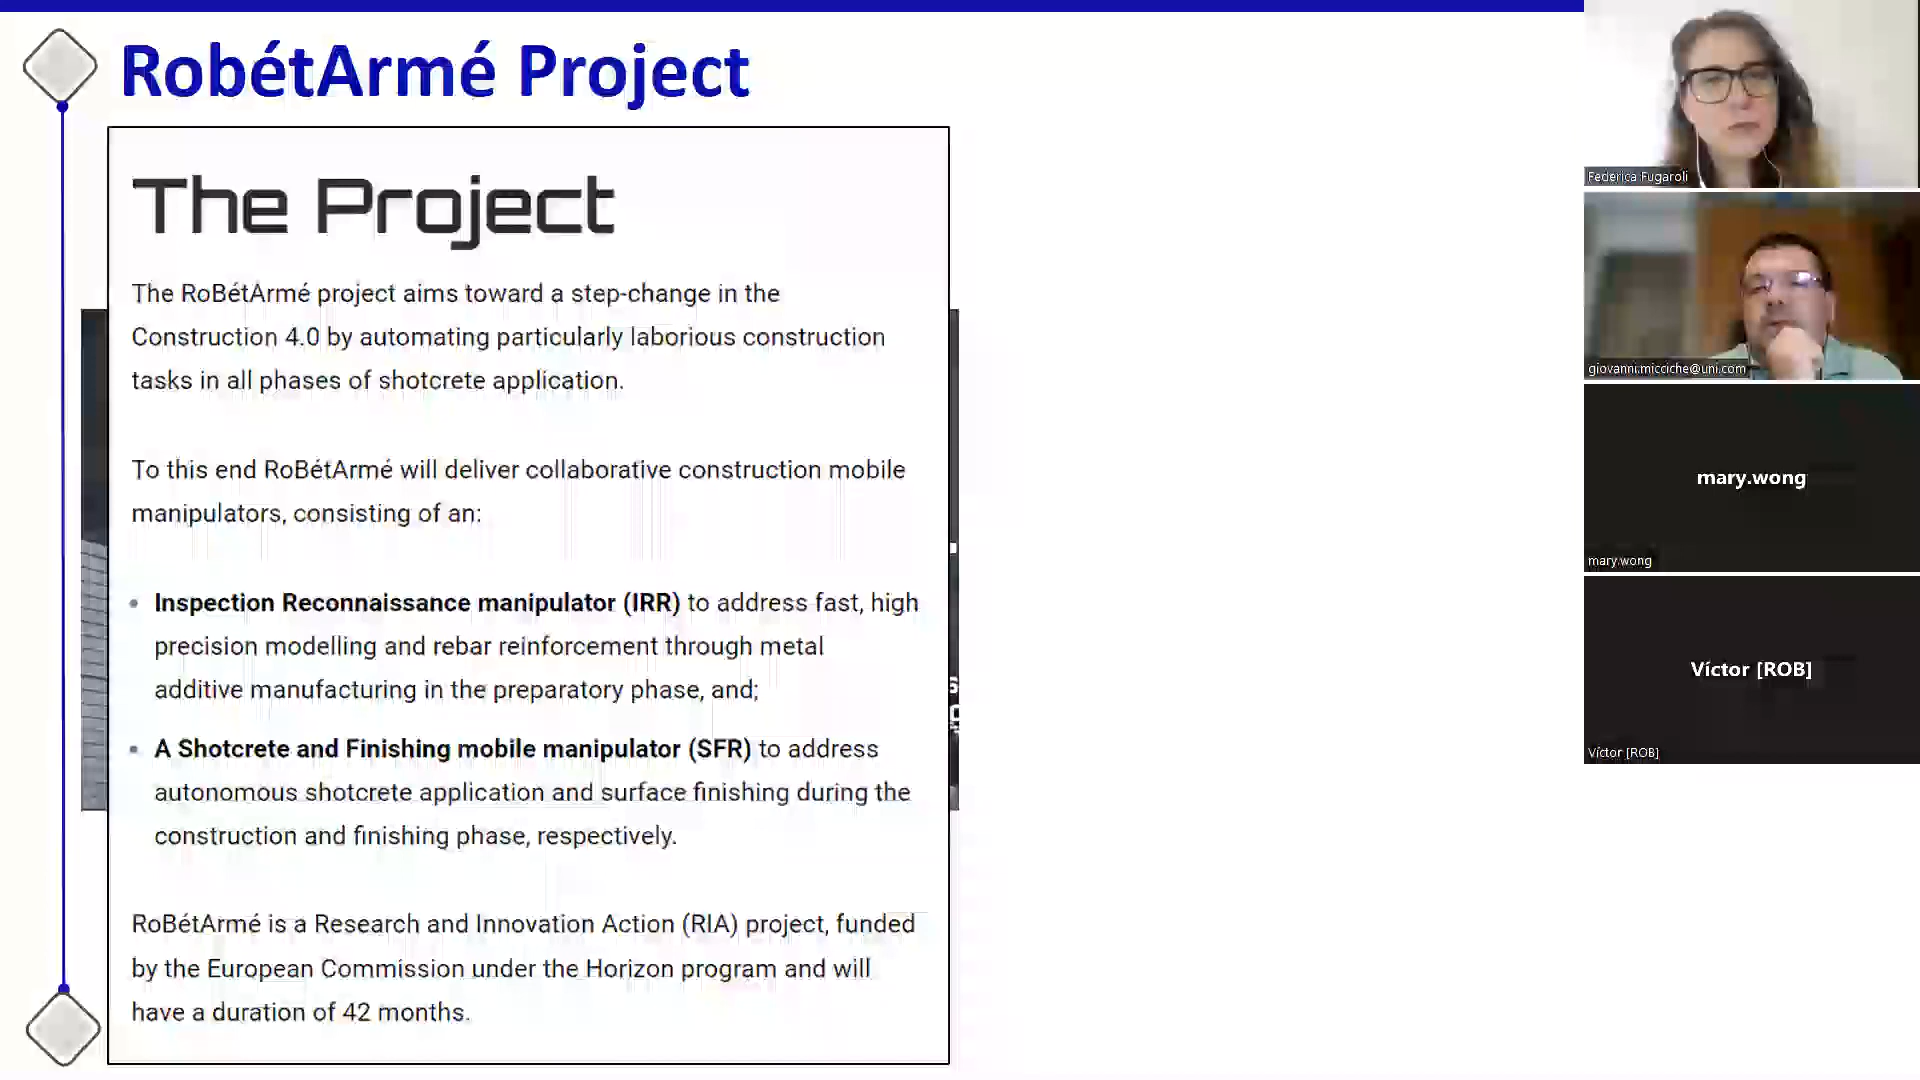 RobétArmé Project
The Project
The RoBétArmé project aims toward a step-change in the
Construction 4.0 by automating particularly laborious construction
tasks in all phases of shotcrete application.
To this end RoBétArmé will deliver collaborative construction mobile
manipulators, consisting of an:
• Inspection Reconnaissance manipulator (IRR) to address fast, high
precision modelling and rebar reinforcement through metal
additive manufacturing in the preparatory phase, and;
• A Shotcrete and Finishing mobile manipulator (SFR) to address
autonomous shotcrete application and surface finishing during the
construction and finishing phase, respectively.
RoBétArmé is a Research and Innovation Action (RIA) project, funded
by the European Commission under the Horizon program and will
have a duration of 42 months.
Federica Fugaroli
giovanni.micciche@uni.com
mary.wong
mary.wong
Víctor [ROB]
Víctor [ROB]